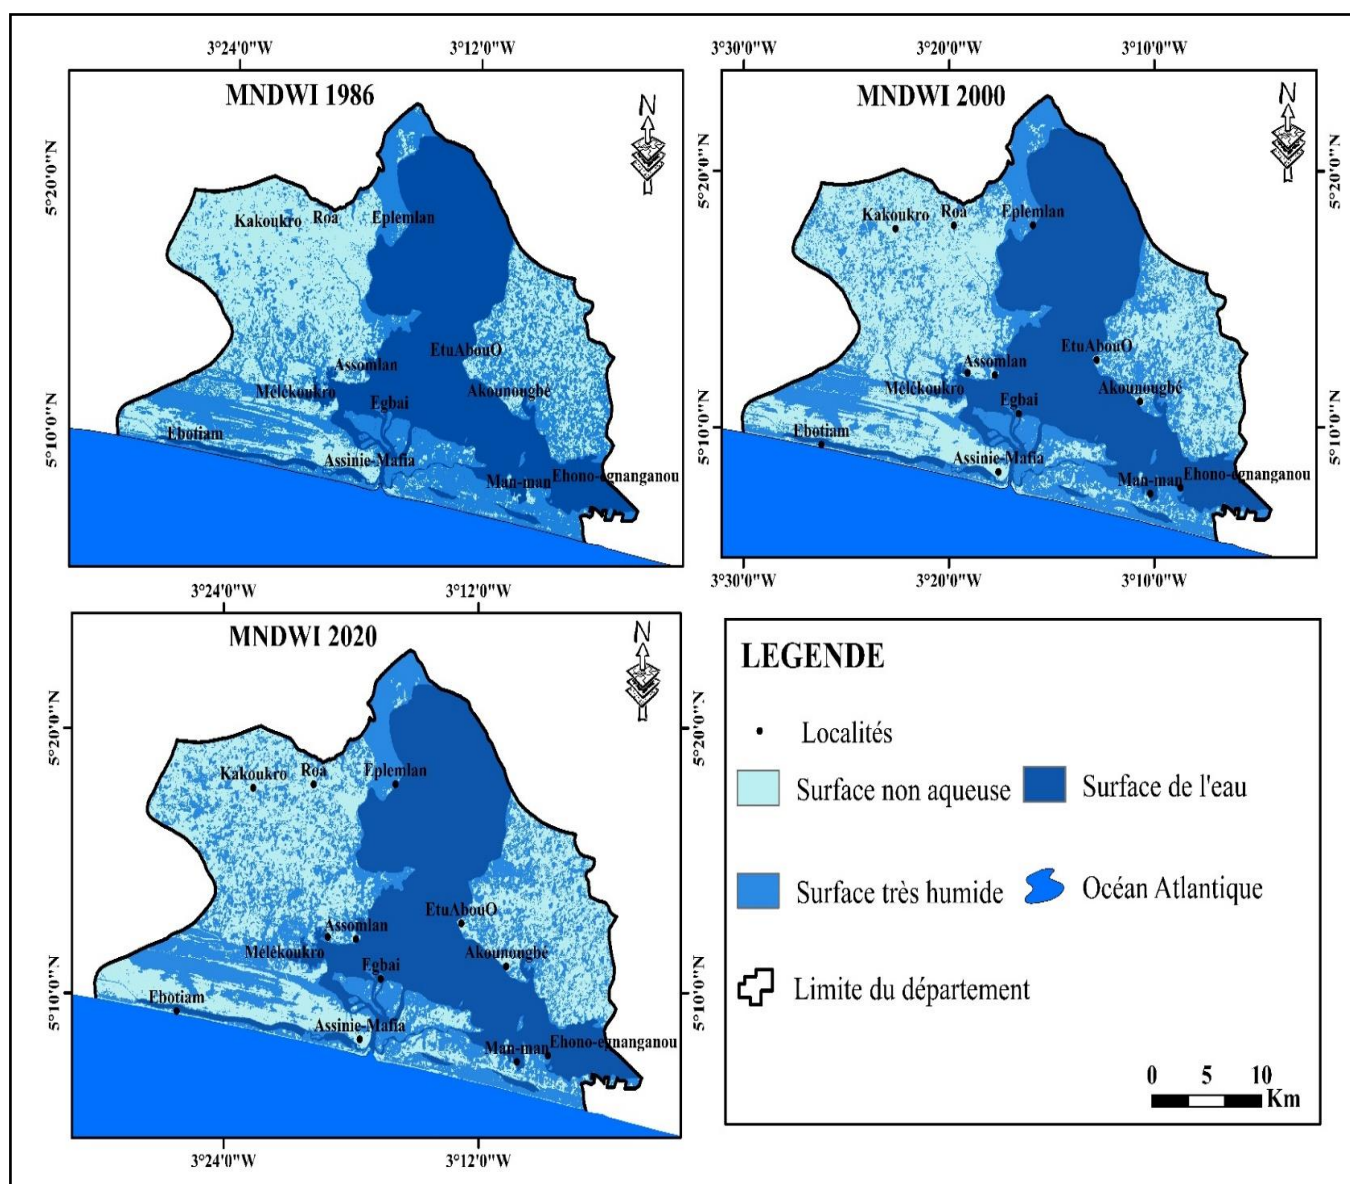 3°24'0"W
3°12'0"W
3°30'0"W
3°20'0"W
3°10'0"W
MNDWI 1986
N
5°20'0"N
5°10'0"N
Kakoukro
Roa
Eplemlan
EtuAbouO
Assomlan
Mélékoukro
Akounougbé
Egbai
Ebotiam
Assinie-Mafia
Man-man
Ehono-egnanganou
MNDWI 2000
N
5°20'0"N
5°10'0"N
Kakoukro
Roa
Eplemlan
EtuAbouO
Assomlan
Mélékoukro
Akounougbé
Egbai
Ebotiam
Assinie-Mafia
Man-man
Ehono-egnanganou
5°20'0"N
5°10'0"N
3°24'0"W
3°12'0"W
3°30'0"W
3°20'0"W
3°10'0"W
MNDWI 2020
N
5°20'0"N
5°10'0"N
Kakoukro
Roa
Eplemlan
EtuAbouO
Assomlan
Mélékoukro
Akounougbé
Egbai
Ebotiam
Assinie-Mafia
Man-man
Ehono-egnanganou
5°20'0"N
5°10'0"N
3°24'0"W
3°12'0"W
LEGENDE
Localités
Surface non aqueuse
Surface de l'eau
Surface très humide
Océan Atlantique
Limite du département
0 5 10
Km